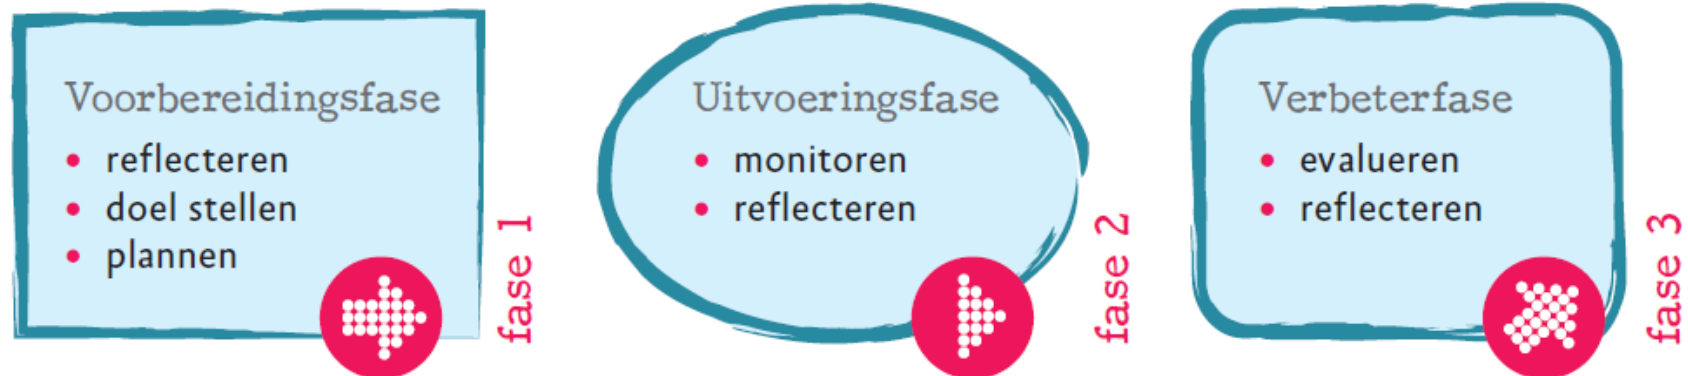 Voorbereidingsfase
• reflecteren
• doel stellen
• plannen
fase 1
Uitvoeringsfase
• monitoren
• reflecteren
fase 2
Verbeterfase
• evalueren
• reflecteren
fase 3